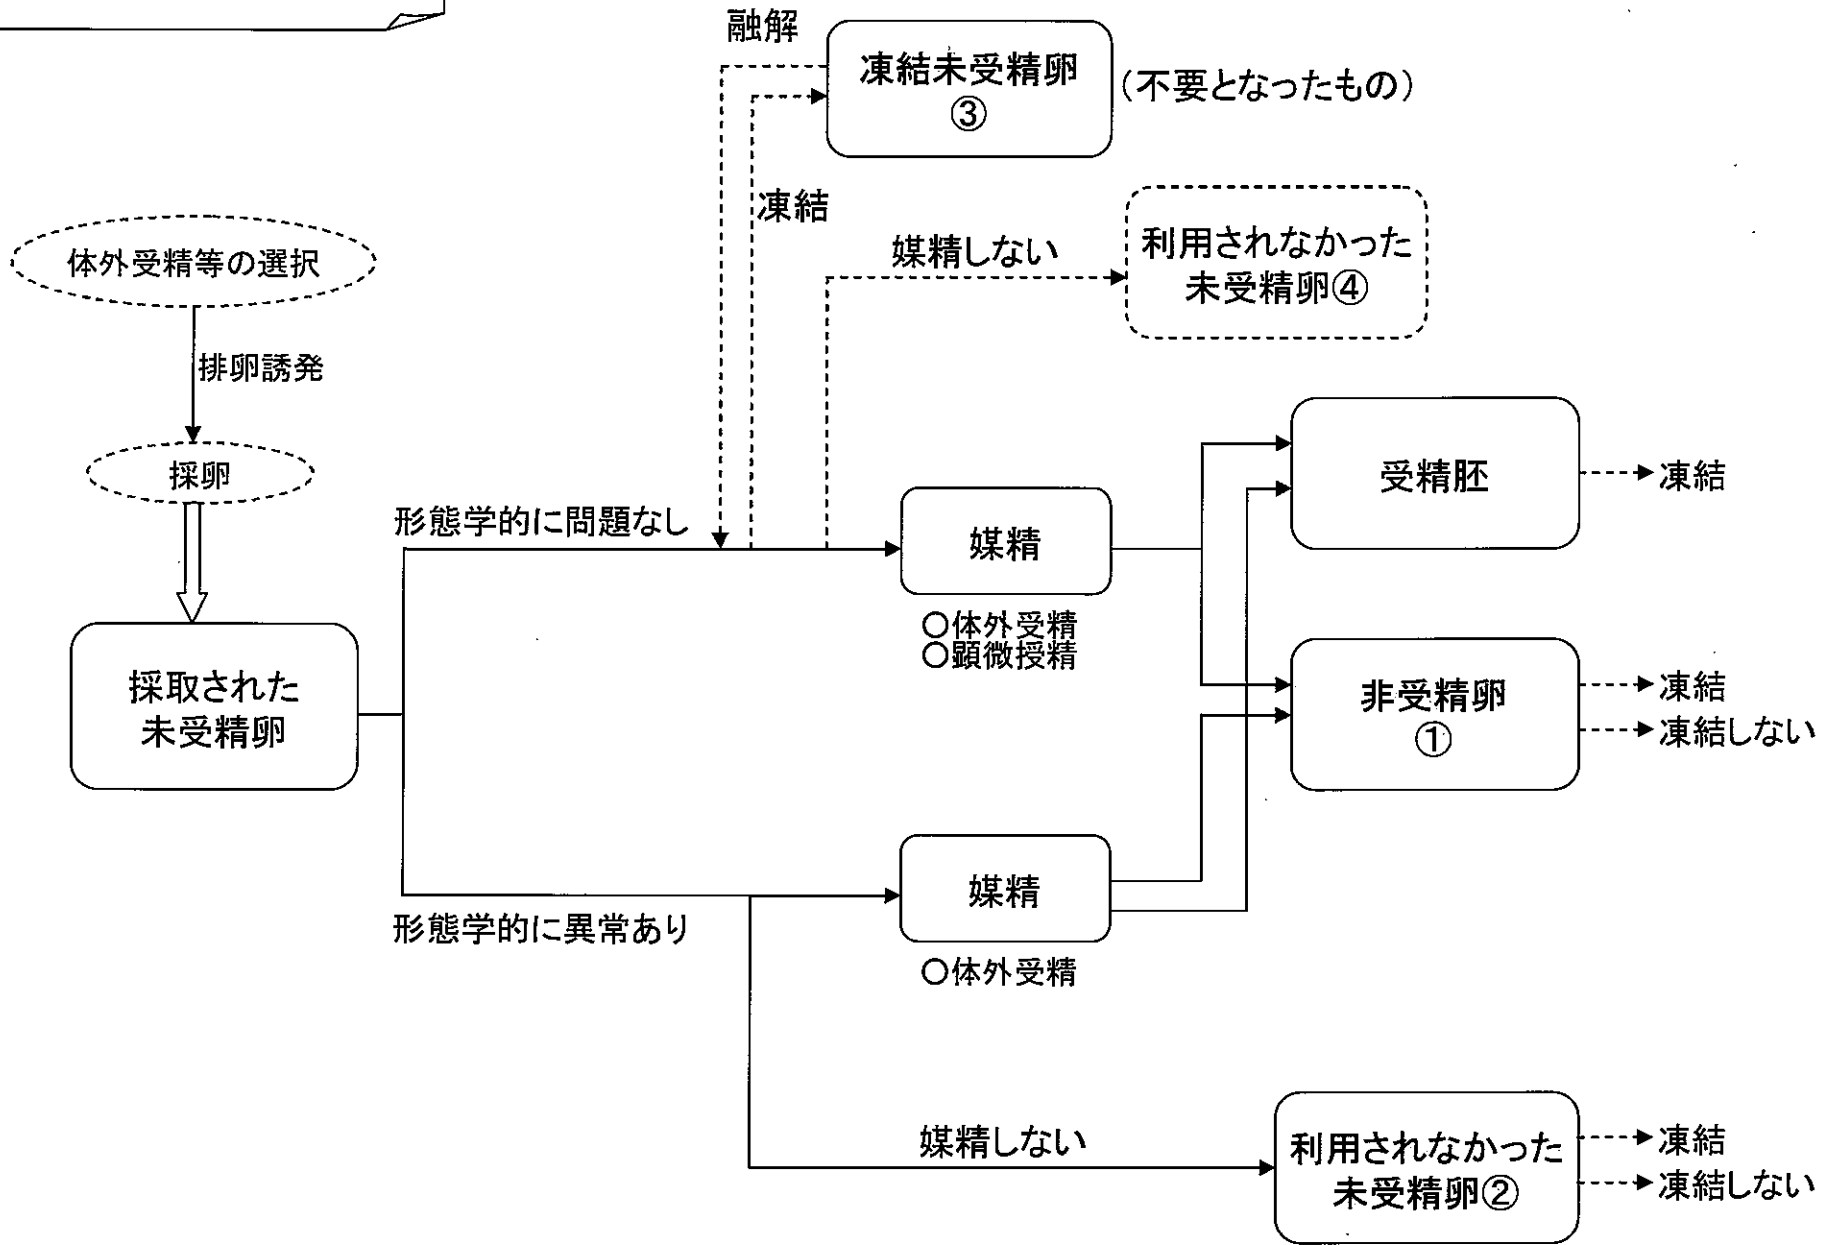 融解
凍結未受精卵
③
（不要となったもの）
凍結
媒精しない
利用されなかった
未受精卵④
体外受精等の選択
排卵誘発
採卵
形態学的に問題なし
媒精
○体外受精
○顕微授精
受精胚
凍結
採取された
未受精卵
非受精卵
①
凍結
凍結しない
形態学的に異常あり
媒精
○体外受精
媒精しない
利用されなかった
未受精卵②
凍結
凍結しない